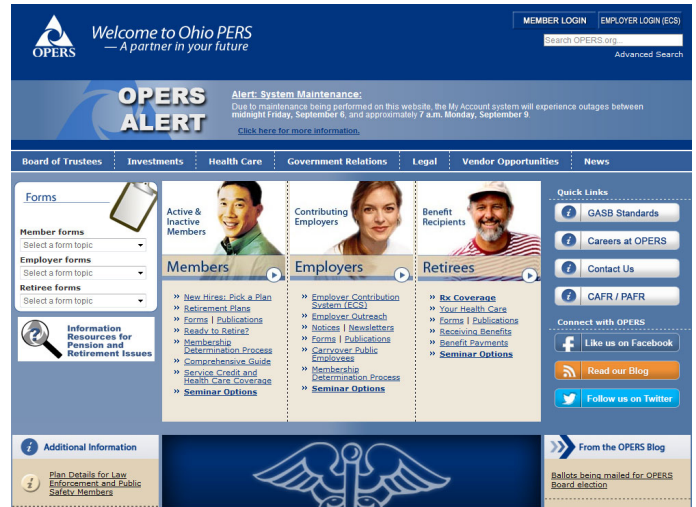 OPERS
Welcome to Ohio PERS
— A partner in your future
MEMBER LOGIN
EMPLOYER LOGIN (ECS)
Search OPERS.org...
Advanced Search
OPERS
ALERT
Alert: System Maintenance:
Due to maintenance being performed on this website, the My Account system will experience outages between
midnight Friday, September 6, and approximately 7 a.m. Monday, September 9.
Click here for more information.
Board of Trustees
Investments
Health Care
Government Relations
Legal
Vendor Opportunities
News
Forms
Member forms
Select a form topic
Employer forms
Select a form topic
Retiree forms
Select a form topic
Information
Resources for
Pension and
Retirement Issues
Active &
Inactive
Members
Members
» New Hires: Pick a Plan
» Retirement Plans
» Forms | Publications
» Ready to Retire?
» Membership
Determination Process
» Comprehensive Guide
» Service Credit and
Health Care Coverage
» Seminar Options
Contributing
Employers
Employers
» Employer Contribution
System (ECS)
» Employer Outreach
» Notices | Newsletters
» Forms | Publications
» Carryover Public
Employees
» Membership
Determination Process
» Seminar Options
Benefit
Recipients
Retirees
» Rx Coverage
» Your Health Care
» Forms | Publications
» Receiving Benefits
» Benefit Payments
» Seminar Options
Quick Links
i GASB Standards
i Careers at OPERS
i Contact Us
i CAFR / PAFR
Connect with OPERS
f Like us on Facebook
Read our Blog
Follow us on Twitter
i Additional Information
i Plan Details for Law
Enforcement and Public
Safety Members
From the OPERS Blog
Ballots being mailed for OPERS
Board election